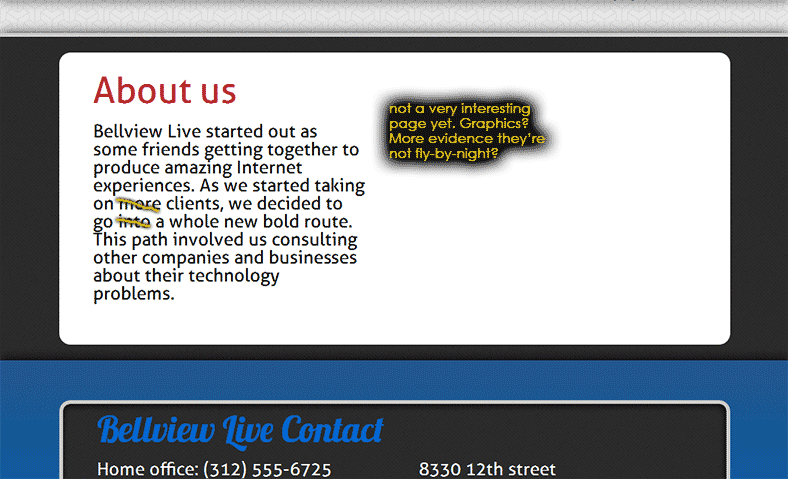 About us
Bellview Live started out as
some friends getting together to
produce amazing Internet
experiences. As we started taking
on more clients, we decided to
go into a whole new bold route.
This path involved us consulting
other companies and businesses
about their technology
problems.
not a very interesting
page yet. Graphics?
More evidence they're
not fly-by-night?
Bellview Live Contact
Home office: (312) 555-6725
8330 12th street